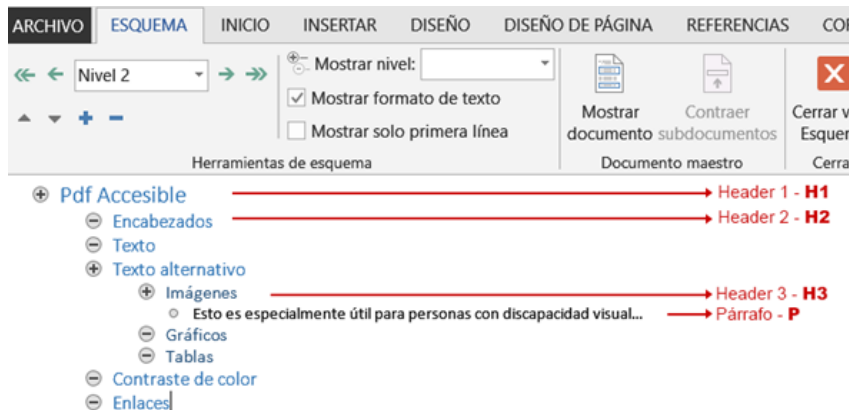 ARCHIVO ESQUEMA INICIO INSERTAR DISEÑO DISEÑO DE PÁGINA REFERENCIAS
Nivel 2
Mostrar nivel:
Mostrar formato de texto
Mostrar solo primera línea
Mostrar documento
Contraer subdocumentos
Cerrar
Herramientas de esquema Documento maestro
Pdf Accesible Header 1 - H1
Encabezados Header 2 - H2
Texto
Texto alternativo
Imágenes Header 3 - H3
Esto es especialmente útil para personas con discapacidad visual... Párrafo - P
Gráficos
Tablas
Contraste de color
Enlaces